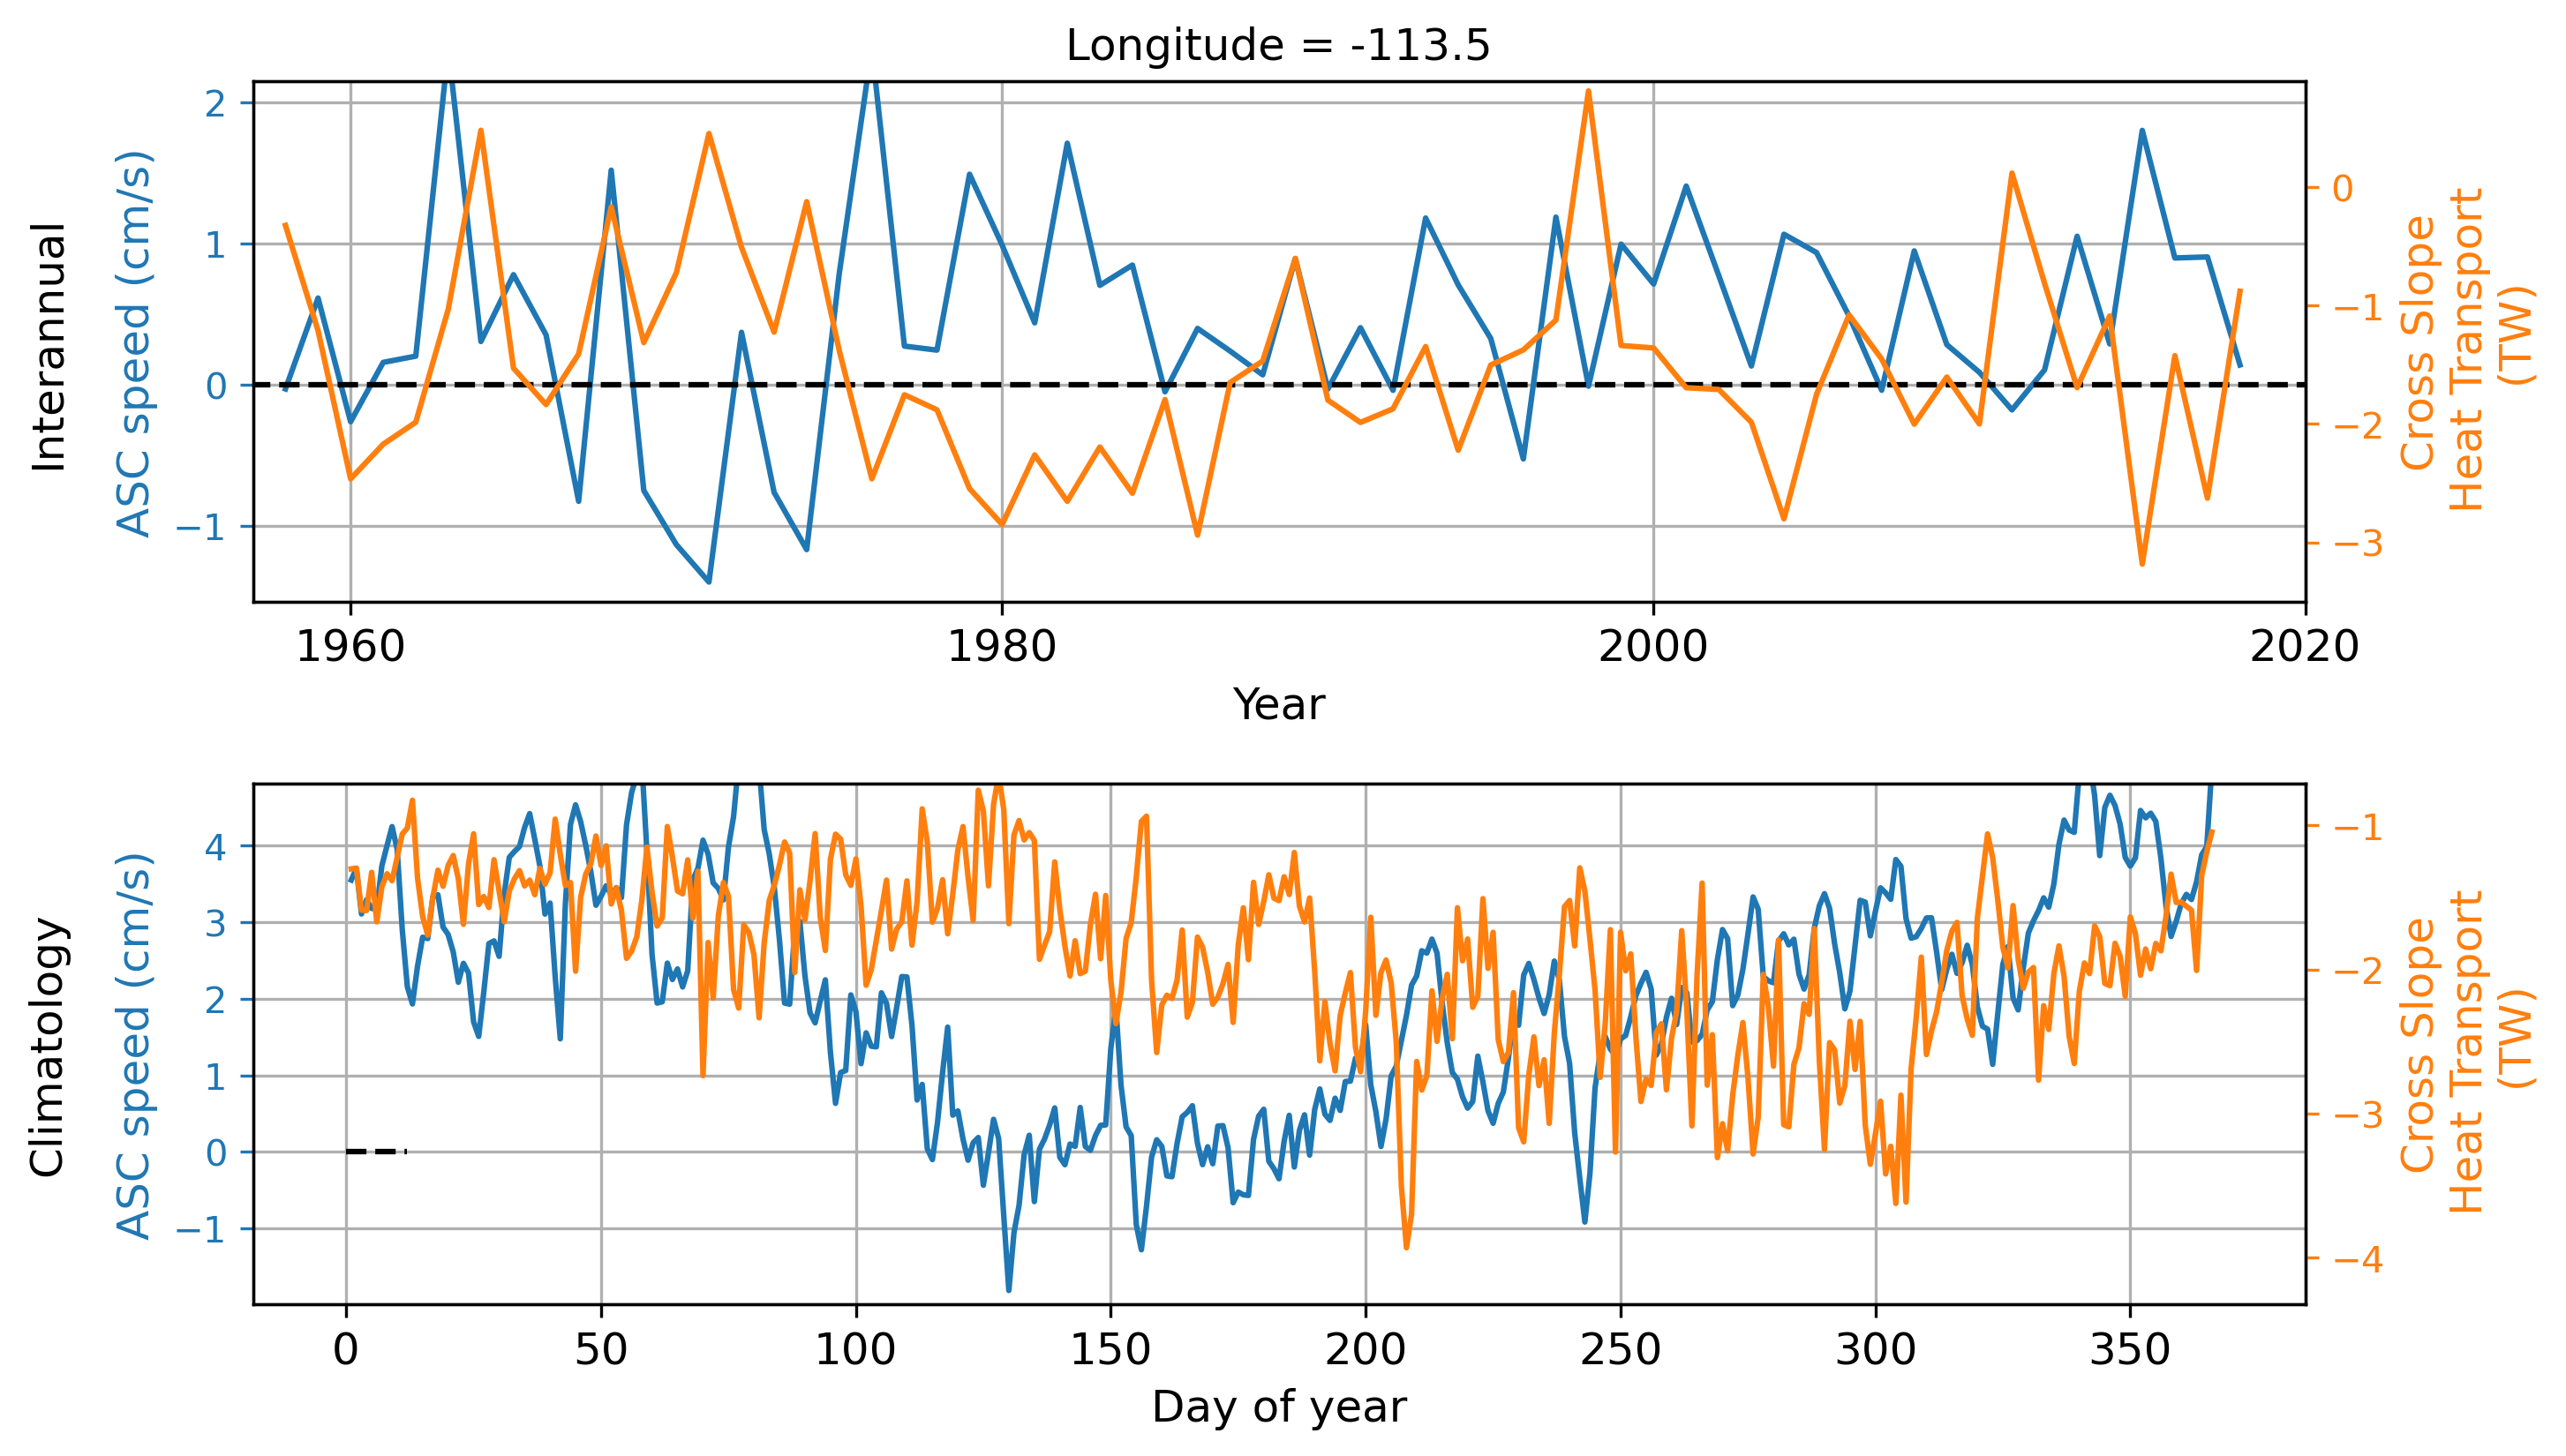 Longitude = -113.5
Interannual
ASC speed (cm/s)
2
1
0
−1
0
−1
−2
−3
Cross Slope
Heat Transport
(TW)
1960
1980
2000
2020
Year
Climatology
ASC speed (cm/s)
4
3
2
1
0
−1
−1
−2
−3
−4
Cross Slope
Heat Transport
(TW)
0
50
100
150
200
250
300
350
Day of year